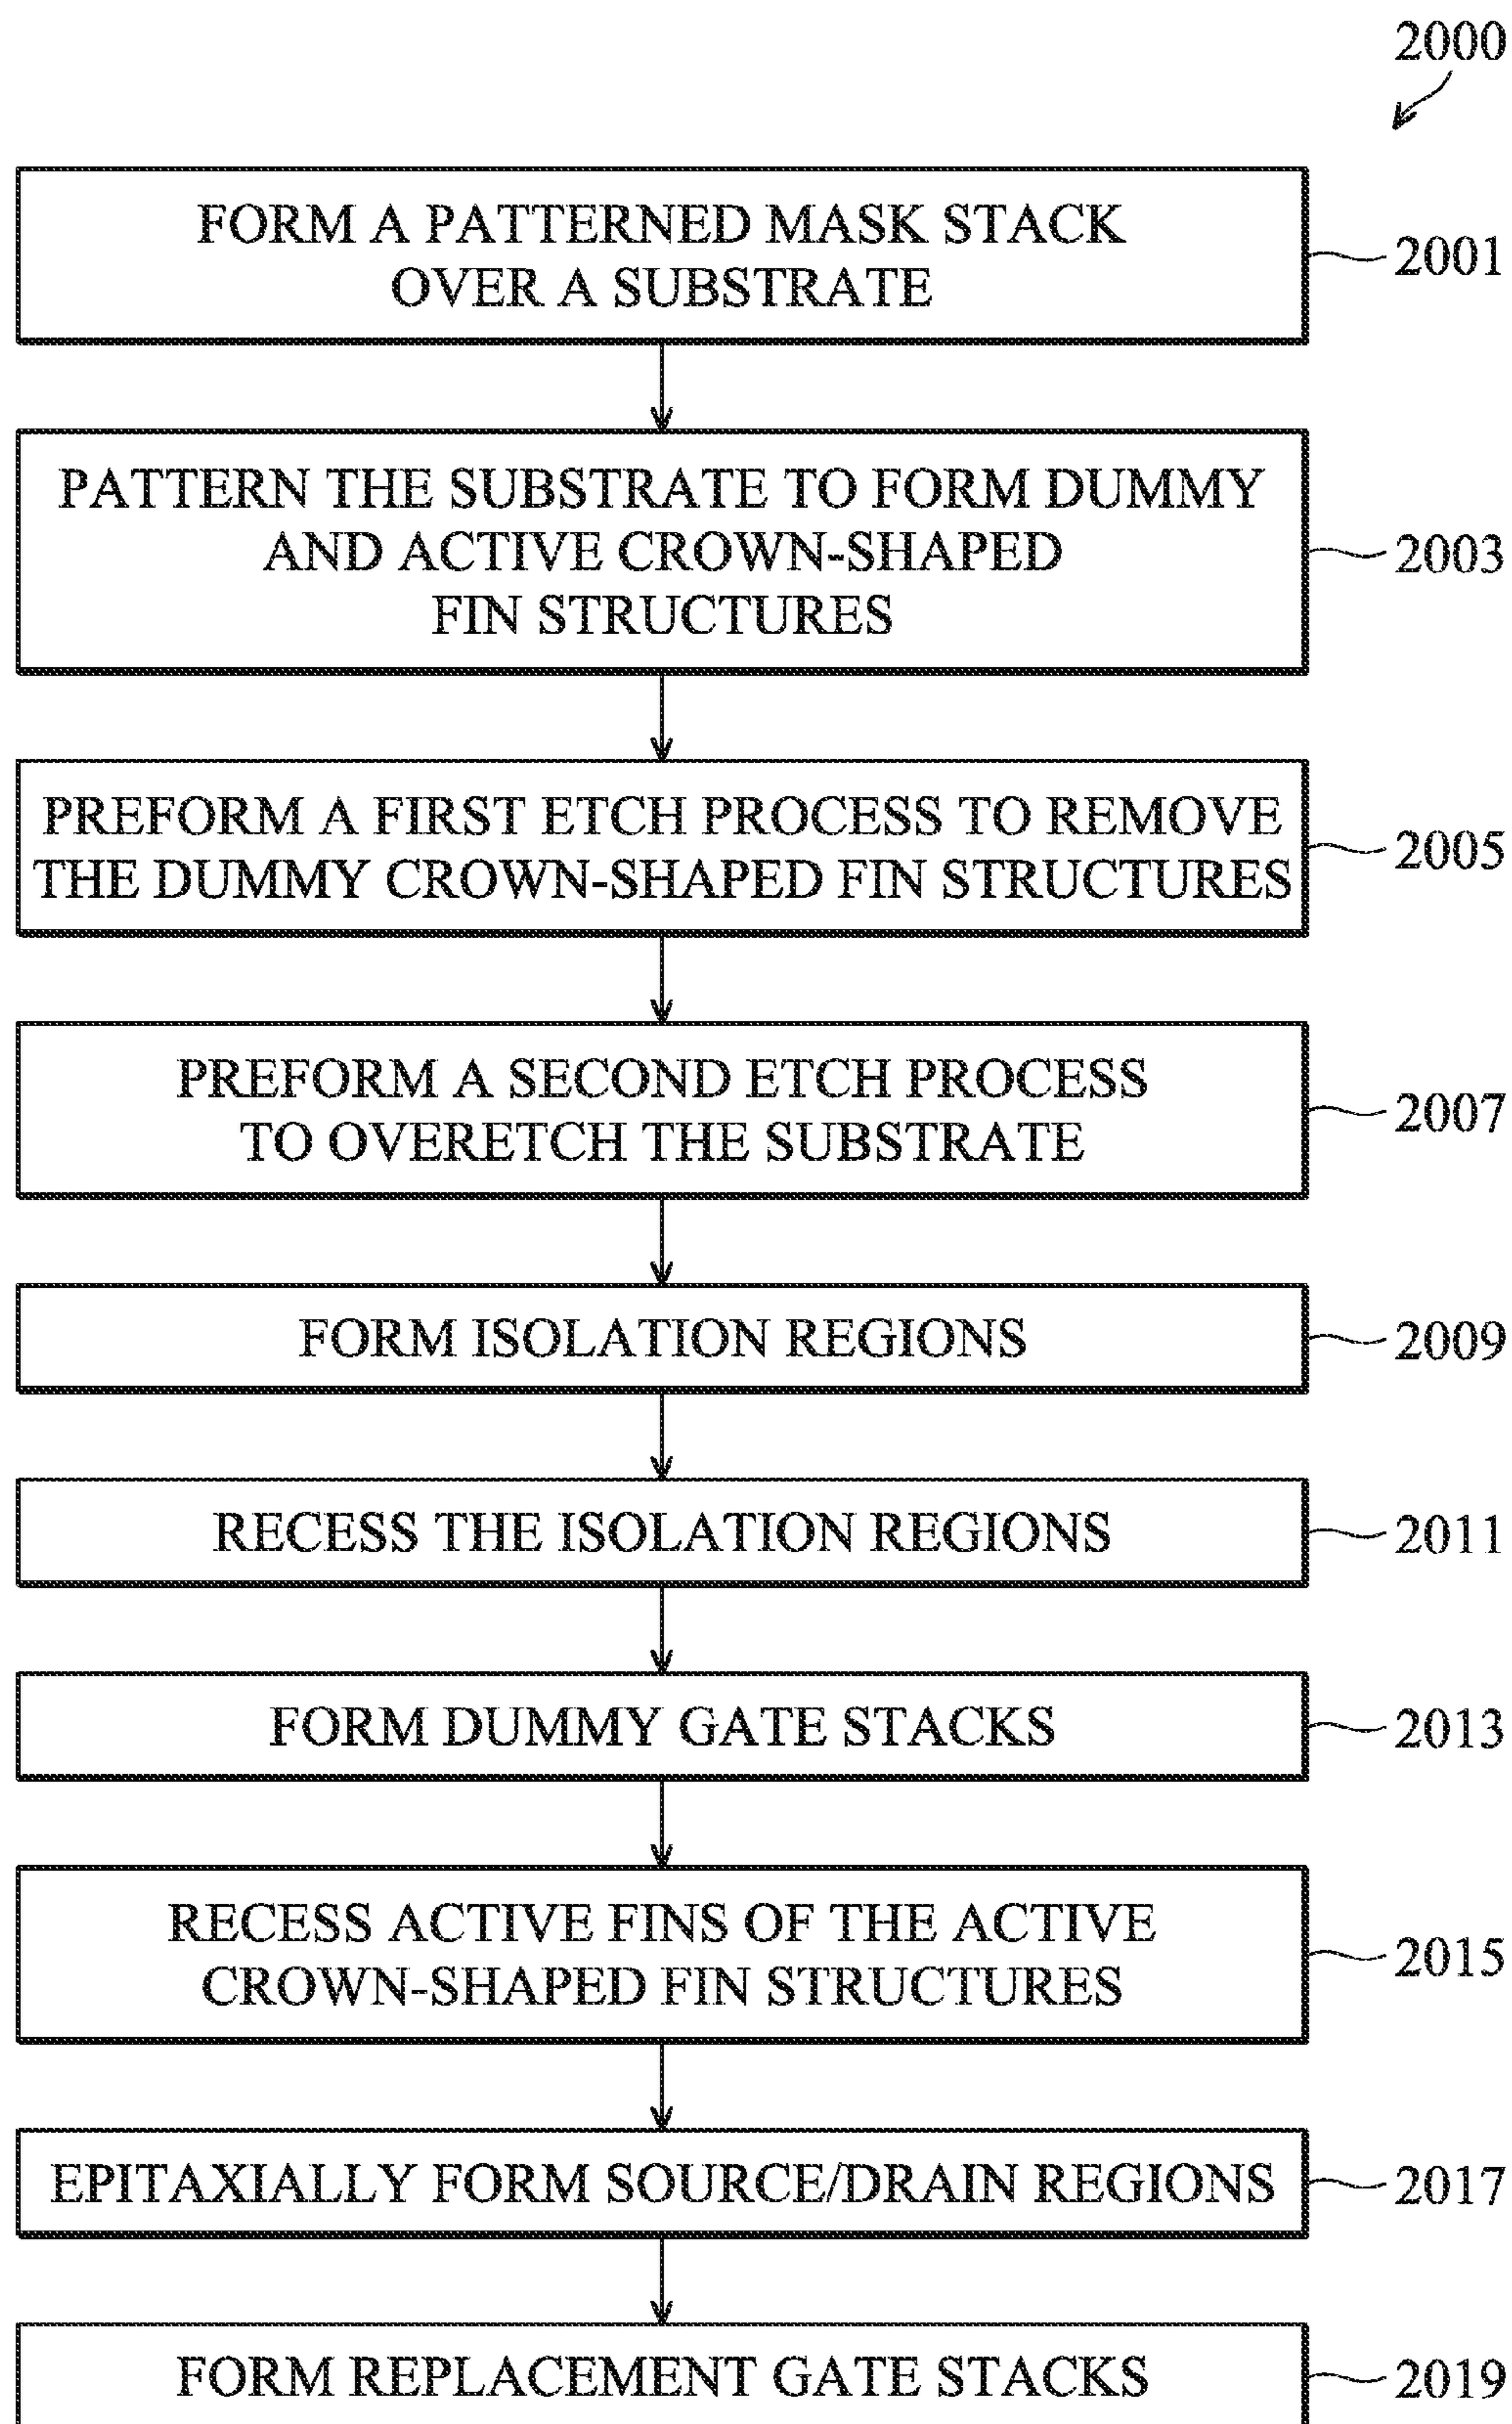 2000
FORM A PATTERNED MASK STACK
OVER A SUBSTRATE
2001
PATTERN THE SUBSTRATE TO FORM DUMMY
AND ACTIVE CROWN-SHAPED
FIN STRUCTURES
2003
PREFORM A FIRST ETCH PROCESS TO REMOVE
THE DUMMY CROWN-SHAPED FIN STRUCTURES
2005
PREFORM A SECOND ETCH PROCESS
TO OVERETCH THE SUBSTRATE
2007
FORM ISOLATION REGIONS
2009
RECESS THE ISOLATION REGIONS
2011
FORM DUMMY GATE STACKS
2013
RECESS ACTIVE FINS OF THE ACTIVE
CROWN-SHAPED FIN STRUCTURES
2015
EPITAXIALLY FORM SOURCE/DRAIN REGIONS
2017
FORM REPLACEMENT GATE STACKS
2019